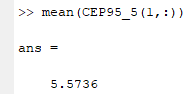 >> mean(CEP95_5(1,:))
ans =
5.5736